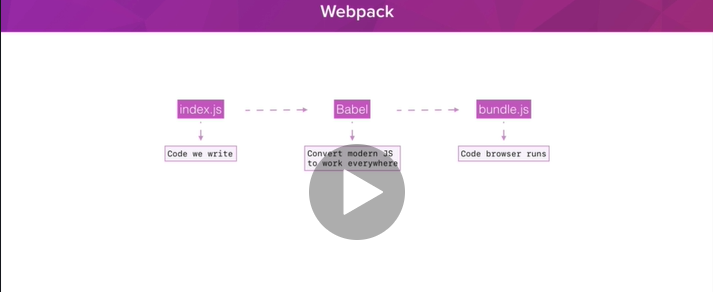 Webpack
index.js
Babel
bundle.js
Code we write
Convert modern JS
to work everywhere
Code browser runs